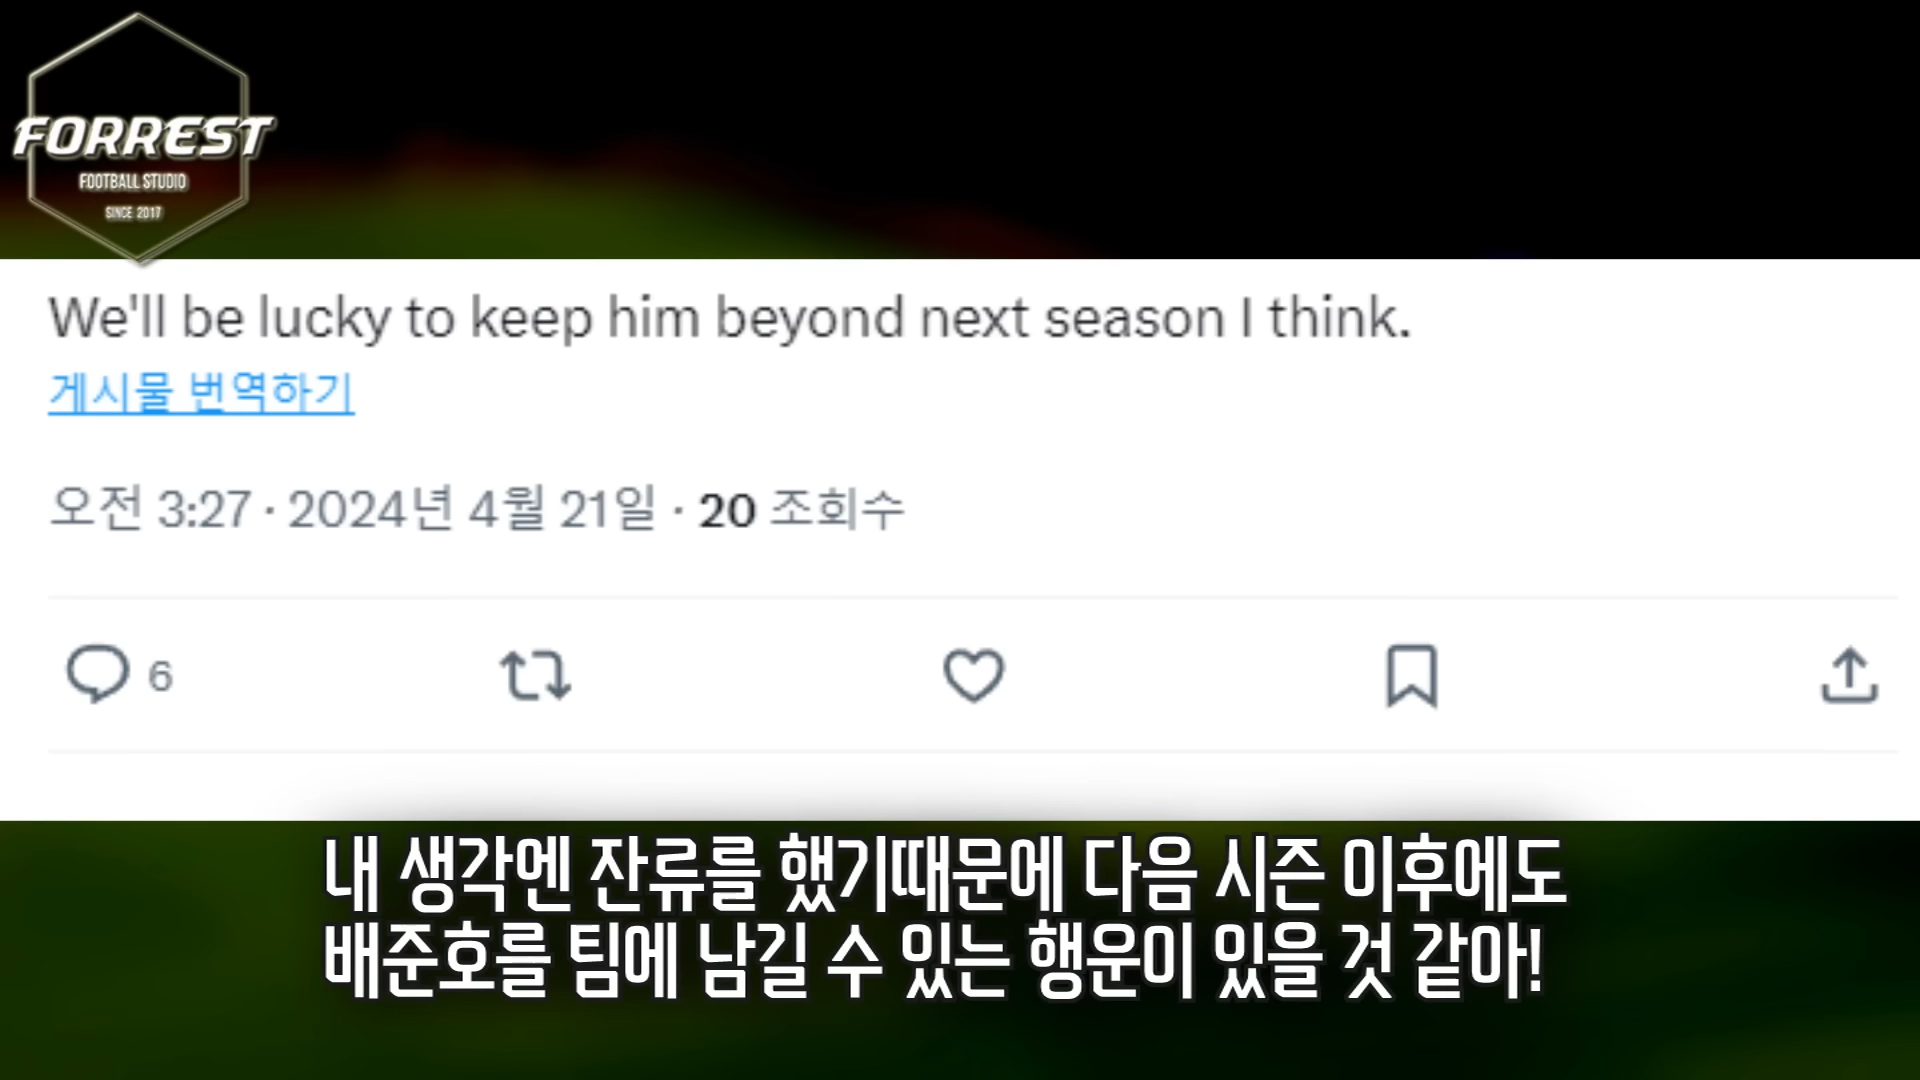 FORREST
FOOTBALL STUDIO
SINCE 2017
We'll be lucky to keep him beyond next season I think.
게시물 번역하기
오전 3:27 · 2024년 4월 21일 · 20 조회수
6
내 생각엔 잔류를 했기때문에 다음 시즌 이후에도
배준호를 팀에 남길 수 있는 행운이 있을 것 같아!